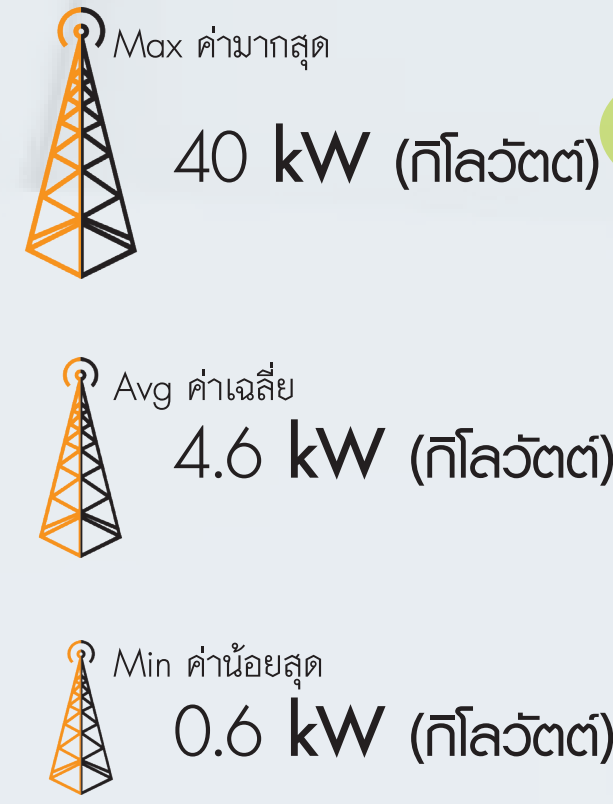 Max ค่ามากสุด
40 kW (กิโลวัตต์)
Avg ค่าเฉลี่ย
4.6 kW (กิโลวัตต์)
Min ค่าน้อยสุด
0.6 kW (กิโลวัตต์)